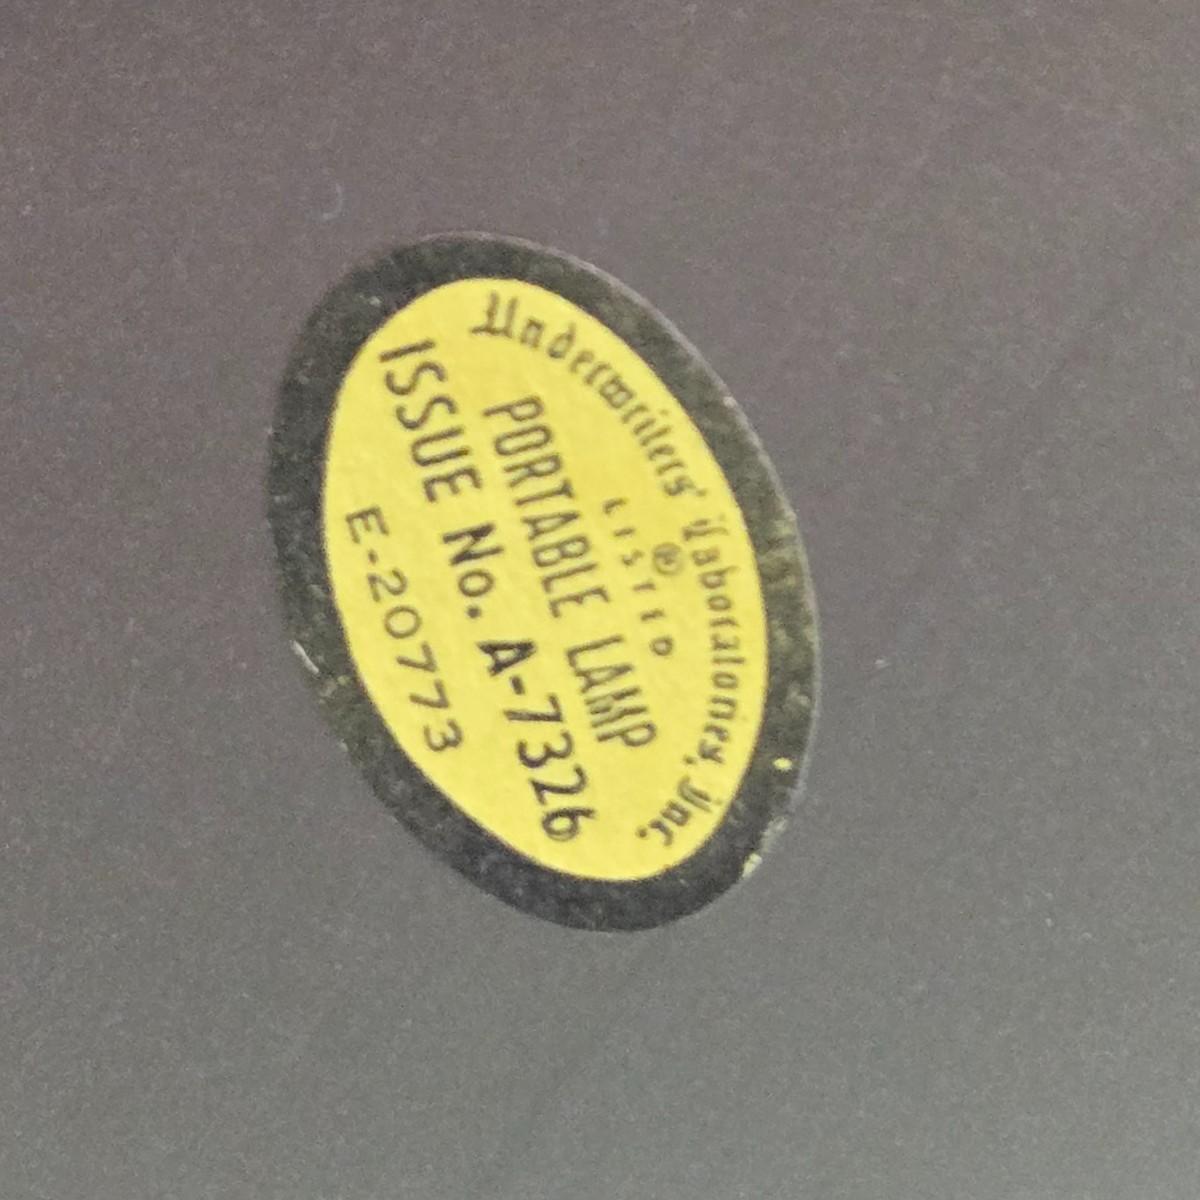 Underwriters' Laboratories, Inc.
®
LISTED
PORTABLE LAMP
ISSUE No. A-7326
E-20773